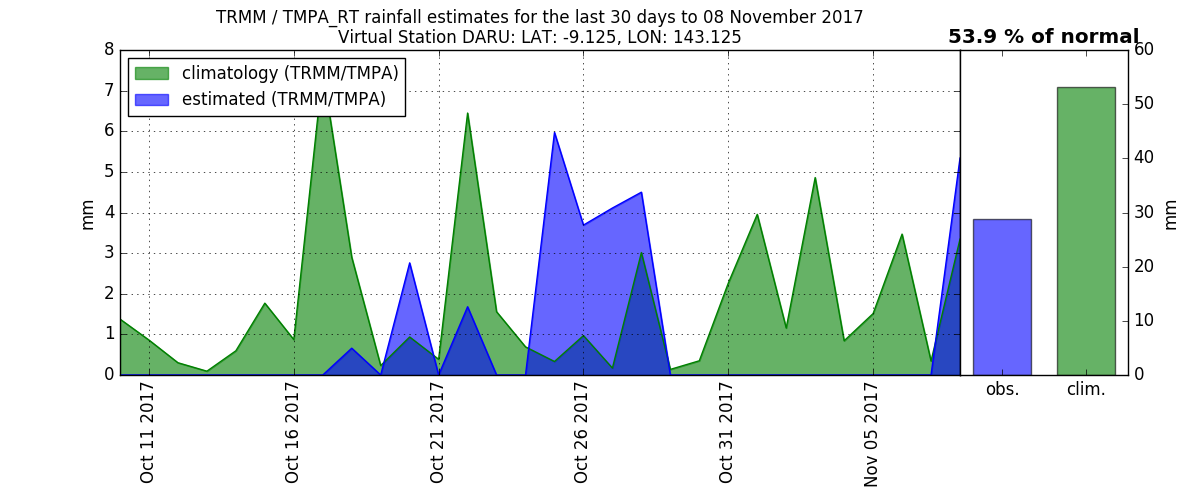 TRMM / TMPA_RT rainfall estimates for the last 30 days to 08 November 2017
Virtual Station DARU: LAT: -9.125, LON: 143.125
53.9 % of normal
climatology (TRMM/TMPA)
estimated (TRMM/TMPA)
8
7
6
5
4
3
2
1
0
mm
Oct 11 2017
Oct 16 2017
Oct 21 2017
Oct 26 2017
Oct 31 2017
Nov 05 2017
obs.
clim.
60
50
40
30
20
10
0
mm